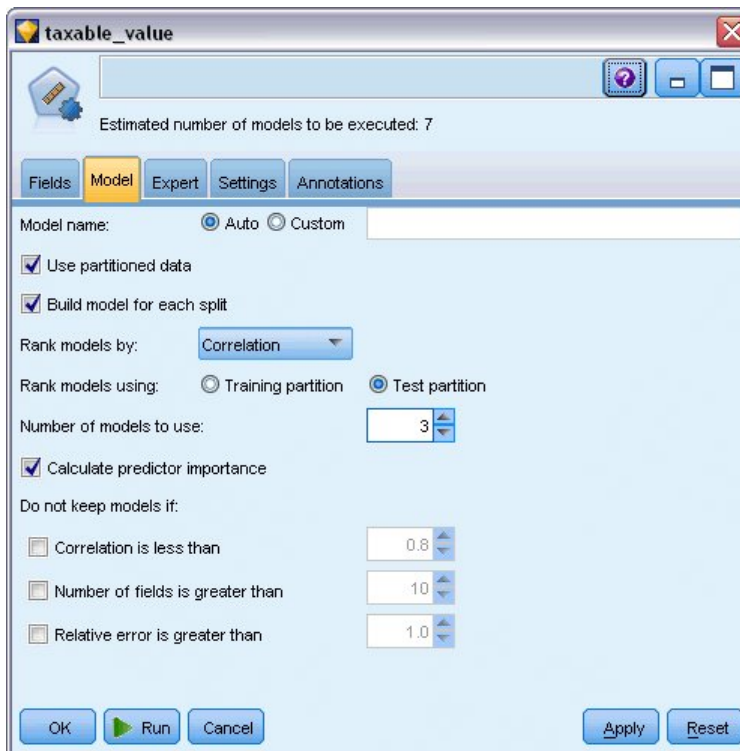 taxable_value
?
Estimated number of models to be executed: 7
Fields Model Expert Settings Annotations
Model name: Auto Custom
Use partitioned data
Build model for each split
Rank models by: Correlation
Rank models using: Training partition Test partition
Number of models to use: 3
Calculate predictor importance
Do not keep models if:
Correlation is less than 0.8
Number of fields is greater than 10
Relative error is greater than 1.0
OK Run Cancel Apply Reset